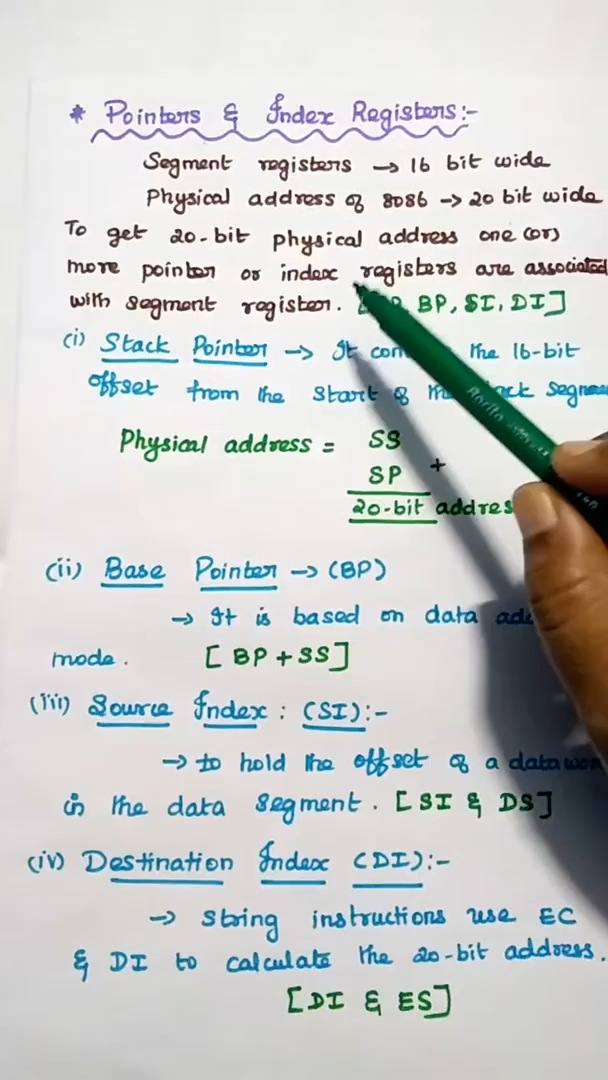 * Pointers & Index Registers:-
Segment registers → 16 bit wide
Physical address of 8086 → 20 bit wide
To get 20-bit physical address one (or)
more pointer or index registers are associated
with segment register. BP, SI, DI]
(i) Stack Pointer → It the 16-bit
offset from the start of
Physical address = SS
SP +
20-bit
(ii) Base Pointer → (BP)
→ It is based on data
mode. [BP + SS]
(iii) Source Index : (SI):-
→ to hold the offset of a data
in the data segment. [SI & DS]
(iv) Destination Index (DI):-
→ String instructions use EC
& DI to calculate the 20-bit address.
[DI & ES]